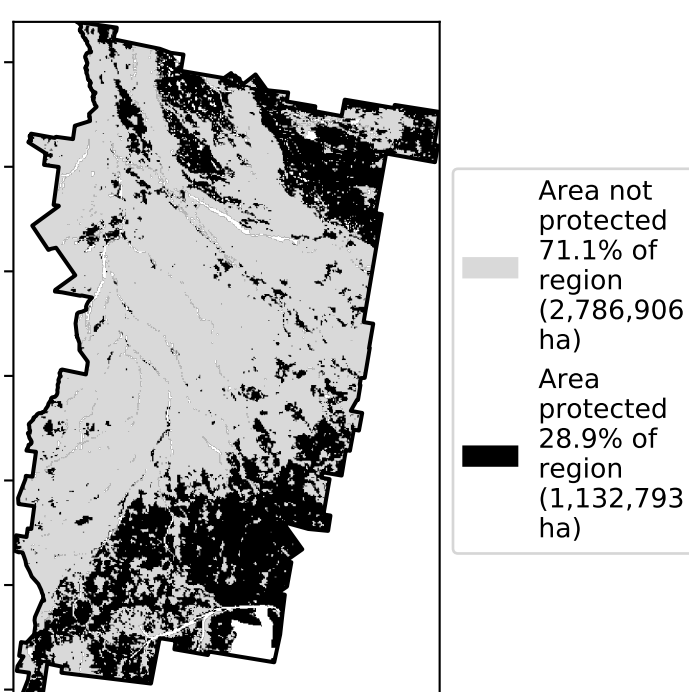 Area not
protected
71.1% of
region
(2,786,906
ha)
Area
protected
28.9% of
region
(1,132,793
ha)